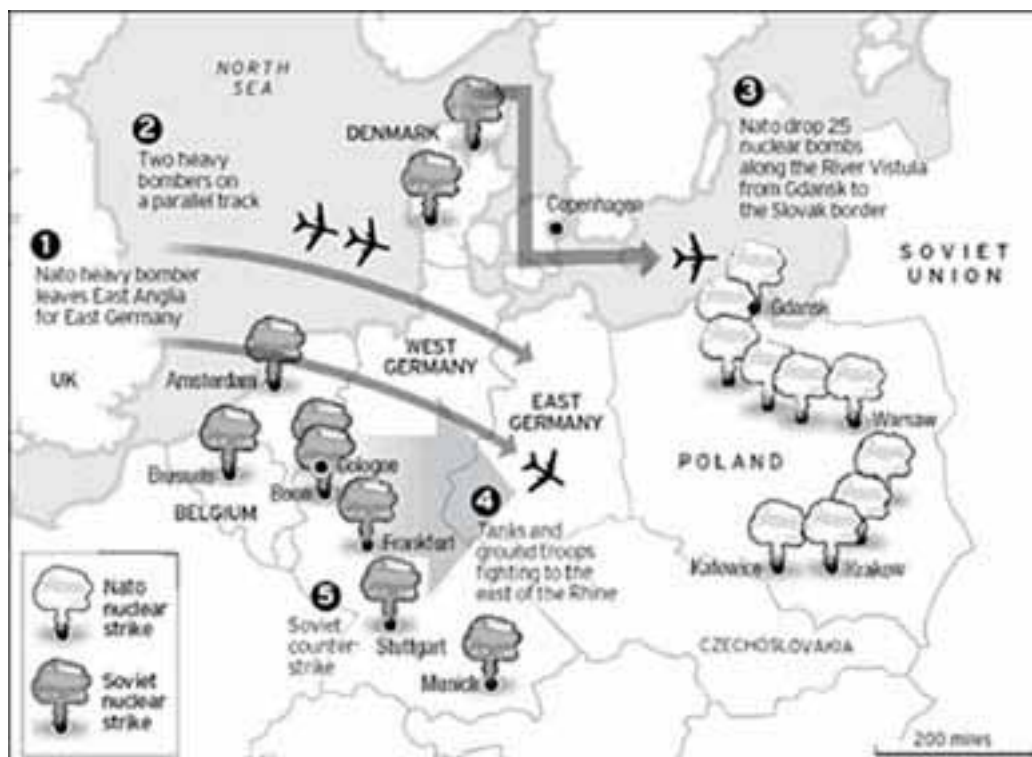 NORTH
SEA
2
Two heavy
bombers on
a parallel track
DENMARK
3
Nato drop 25
nuclear bombs
along the River Vistula
from Gdansk to
the Slovak border
Copenhagen
SOVIET
UNION
1
Nato heavy bomber
leaves East Anglia
for East Germany
Gdansk
UK
Amsterdam
WEST
GERMANY
EAST
GERMANY
Warsaw
Brussels
Cologne
Bonn
POLAND
BELGIUM
Frankfurt
4
Tanks and
ground troops
fighting to the
east of the Rhine
Katowice
Krakow
5
Soviet
counter-
strike
Stuttgart
Munich
CZECHOSLOVAKIA
Nato
nuclear
strike
Soviet
nuclear
strike
200 miles